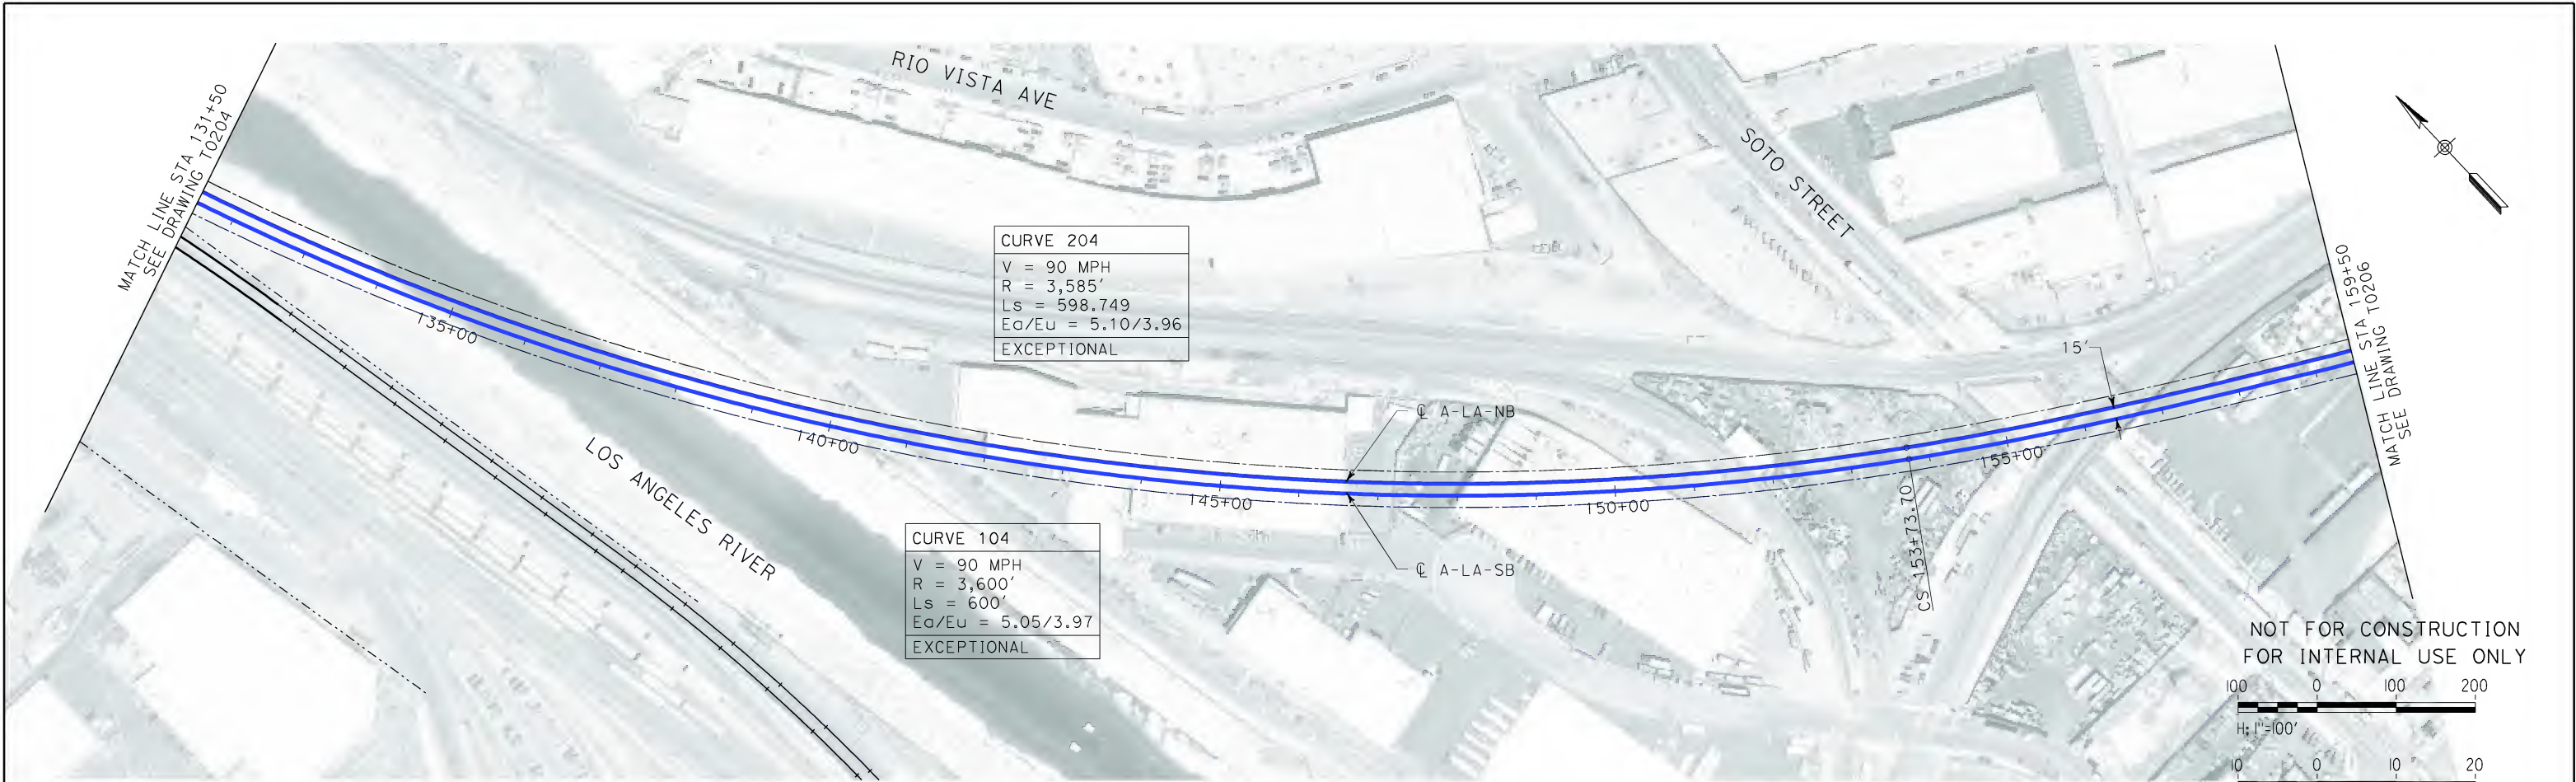 MATCH LINE STA 131+50
SEE DRAWING T0204
RIO VISTA AVE
SOTO STREET
LOS ANGELES RIVER
CURVE 204
V = 90 MPH
R = 3,585'
Ls = 598.749
Ea/Eu = 5.10/3.96
EXCEPTIONAL
CURVE 104
V = 90 MPH
R = 3,600'
Ls = 600'
Ea/Eu = 5.05/3.97
EXCEPTIONAL
135+00
140+00
145+00
150+00
155+00
℄ A-LA-NB
℄ A-LA-SB
CS 153+73.70
15'
MATCH LINE STA 159+50
SEE DRAWING T0206
NOT FOR CONSTRUCTION
FOR INTERNAL USE ONLY
100 0 100 200
H: 1"=100'
10 0 10 20